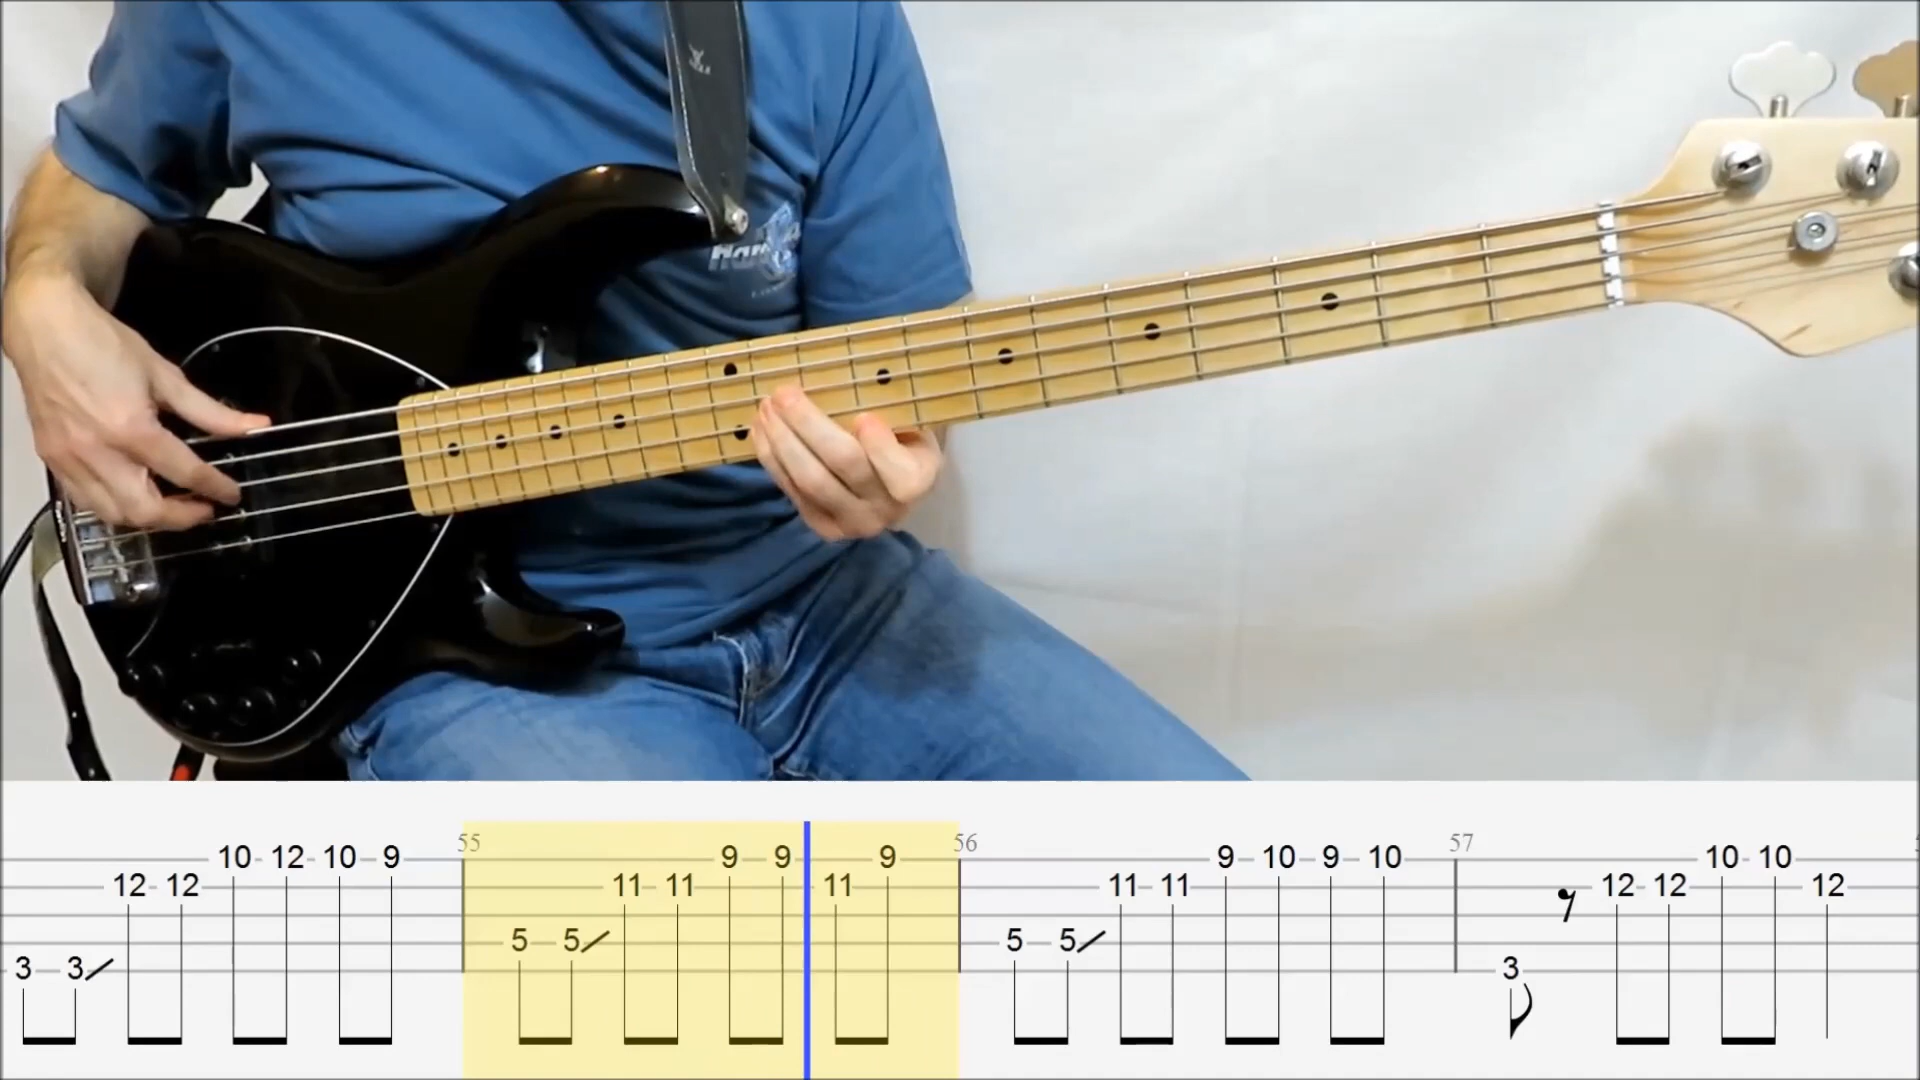 Ham
55 56 57
10 12 10 9 9 9 9 9 10 9 10 10 10
12 12 11 11 11 11 11 12 12 12
5 5 5 5
3 3 3